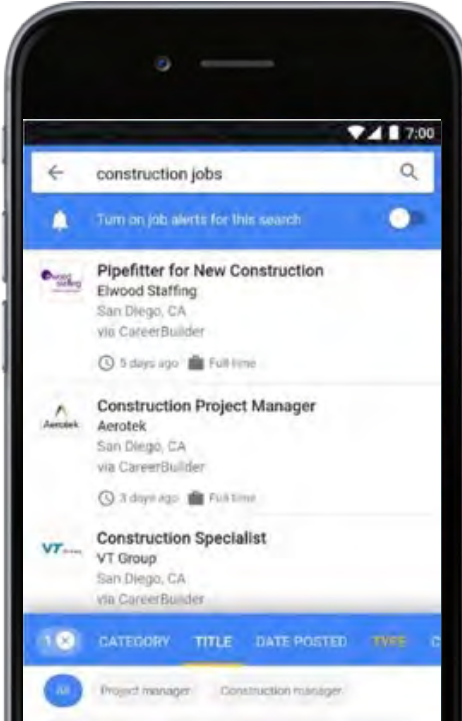 7:00
construction jobs
Turn on job alerts for this search
Pipefitter for New Construction
Elwood Staffing
San Diego, CA
via CareerBuilder
5 days ago Full time
Construction Project Manager
Aerotek
Aerotek
San Diego, CA
via CareerBuilder
3 days ago Full time
Construction Specialist
VT
VT Group
San Diego, CA
via CareerBuilder
1 CATEGORY TITLE DATE POSTED TYPE C
All Project manager Construction manager